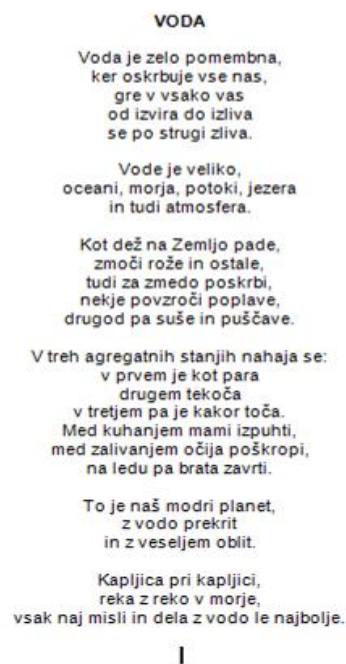 VODA
Voda je zelo pomembna,
ker oskrbuje vse nas,
gre v vsako vas
od izvira do izliva
se po strugi zliva.
Vode je veliko,
oceani, morja, potoki, jezera
in tudi atmosfera.
Kot dež na Zemljo pade,
zmoči rože in ostale,
tudi za zmedo poskrbi,
nekje povzroči poplave,
drugod pa suše in puščave.
V treh agregatnih stanjih nahaja se:
v prvem je kot para
drugem tekoča
v tretjem pa je kakor toča.
Med kuhanjem mami izpuhti,
med zalivanjem očija poškropi,
na ledu pa brata zavrti.
To je naš modri planet,
z vodo prekrit
in z veseljem oblit.
Kapljica pri kapljici,
reka z reko v morje,
vsak naj misli in dela z vodo le najbolje.